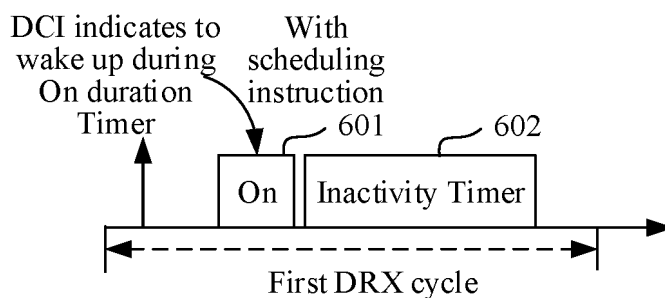 DCI indicates to
wake up during
On duration
Timer
With
scheduling
instruction
601
602
On
Inactivity Timer
First DRX cycle